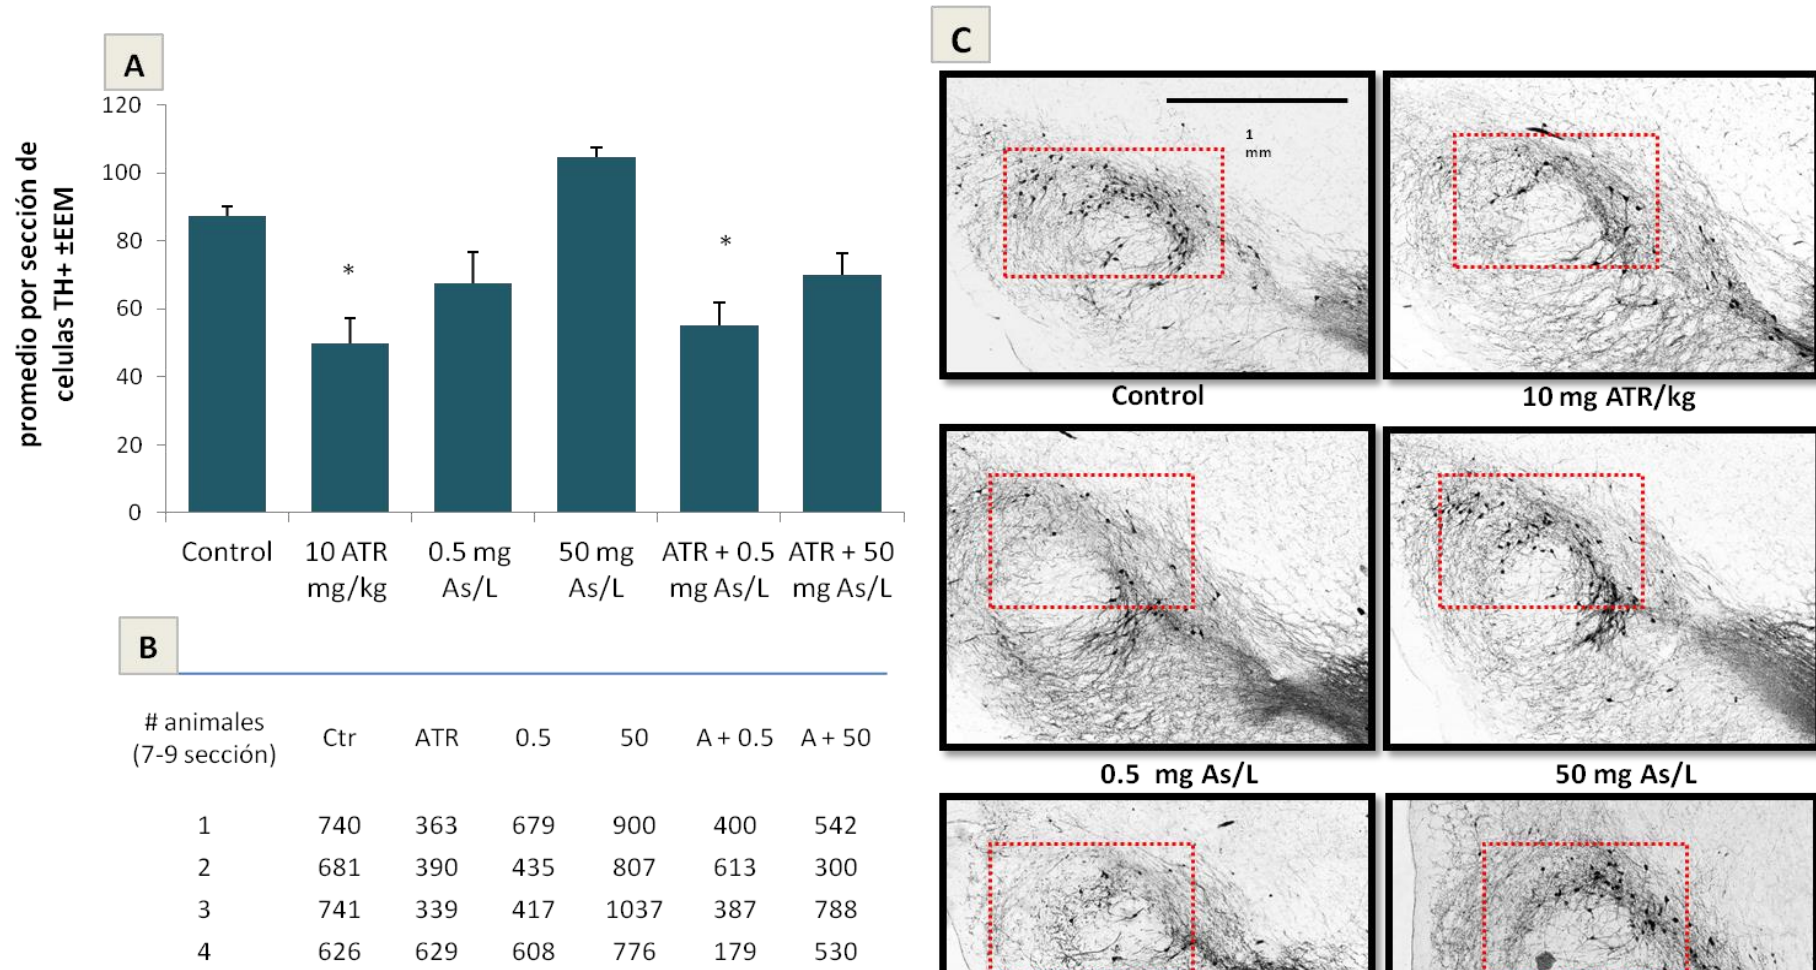 A
promedio por sección de
celulas TH+ ±EEM
120
100
80
60
40
20
0
*
*
Control
10 ATR
mg/kg
0.5 mg
As/L
50 mg
As/L
ATR + 0.5
mg As/L
ATR + 50
mg As/L
B
# animales
(7-9 sección)
Ctr ATR 0.5 50 A + 0.5 A + 50
1 740 363 679 900 400 542
2 681 390 435 807 613 300
3 741 339 417 1037 387 788
4 626 629 608 776 179 530
C
1
mm
Control
10 mg ATR/kg
0.5 mg As/L
50 mg As/L